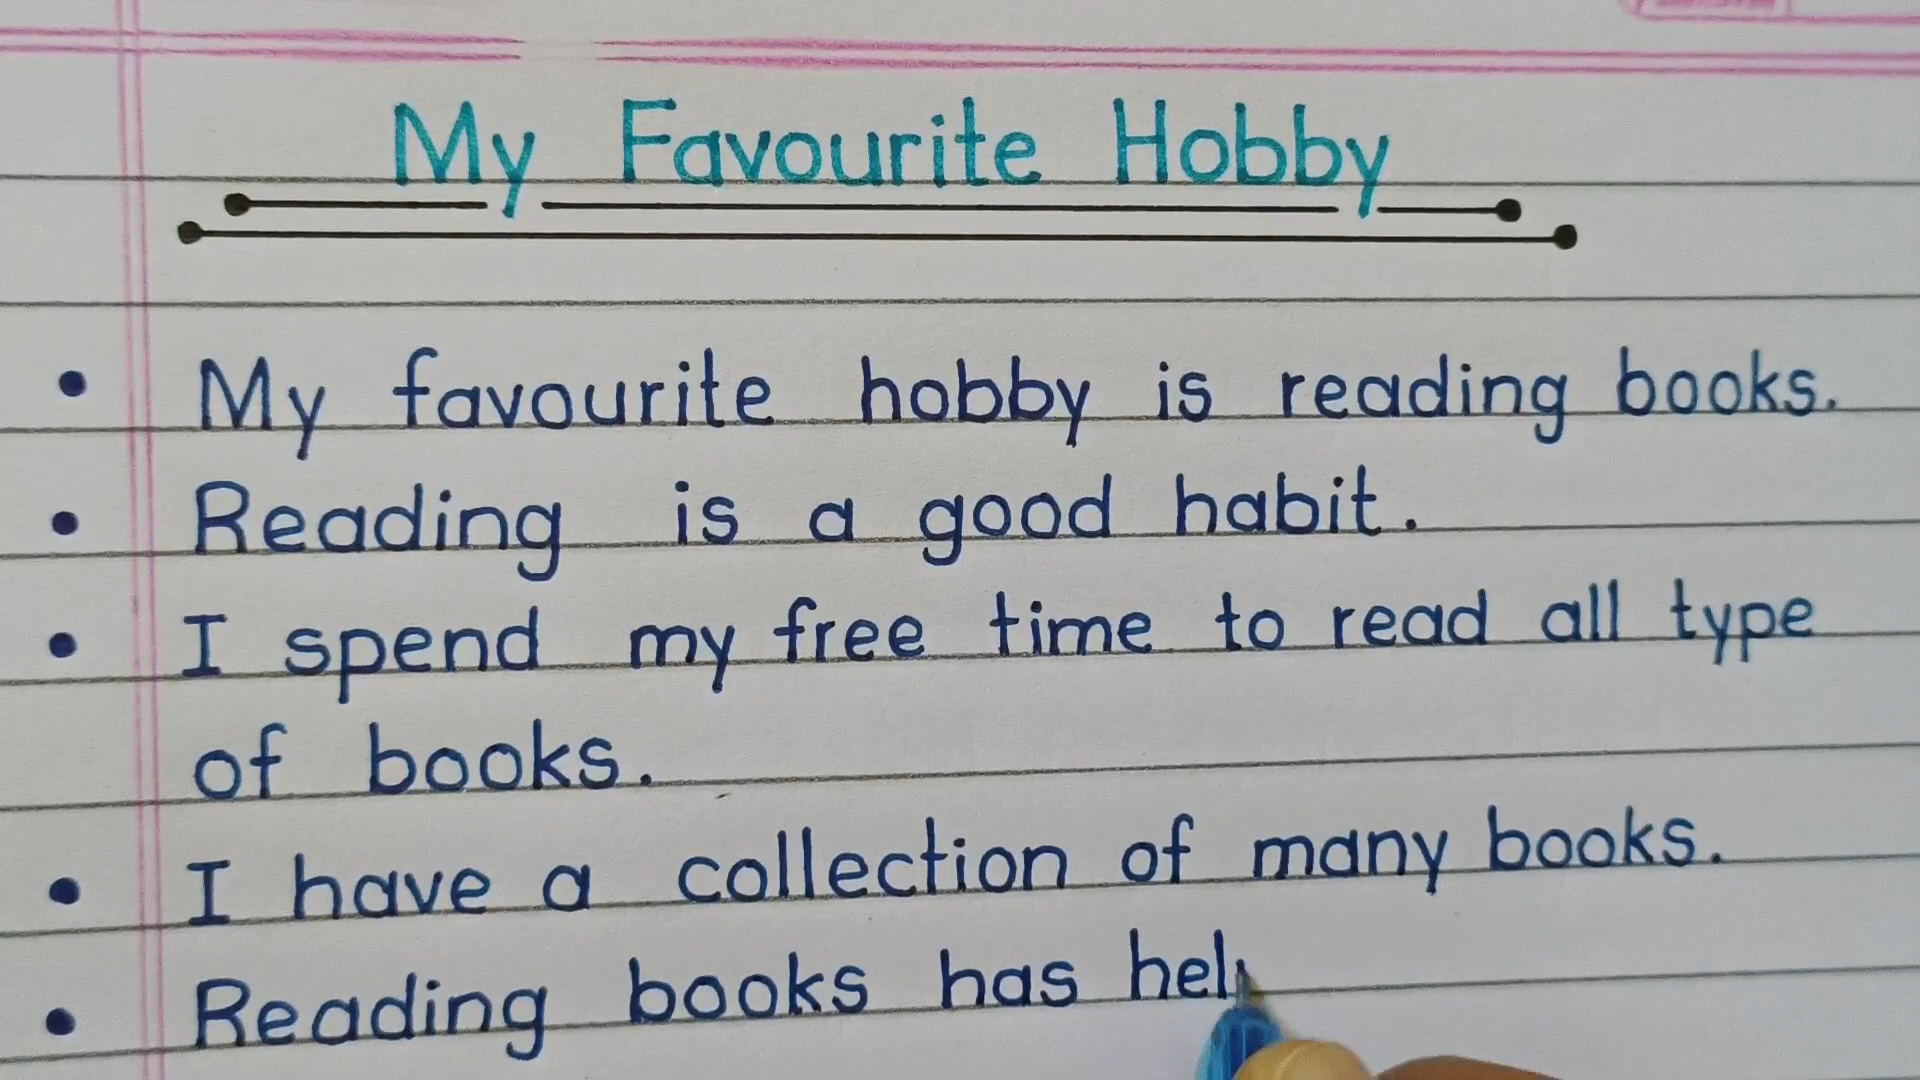 My Favourite Hobby
• My favourite hobby is reading books.
• Reading is a good habit.
• I spend my free time to read all type
of books.
• I have a collection of many books.
• Reading books has hel